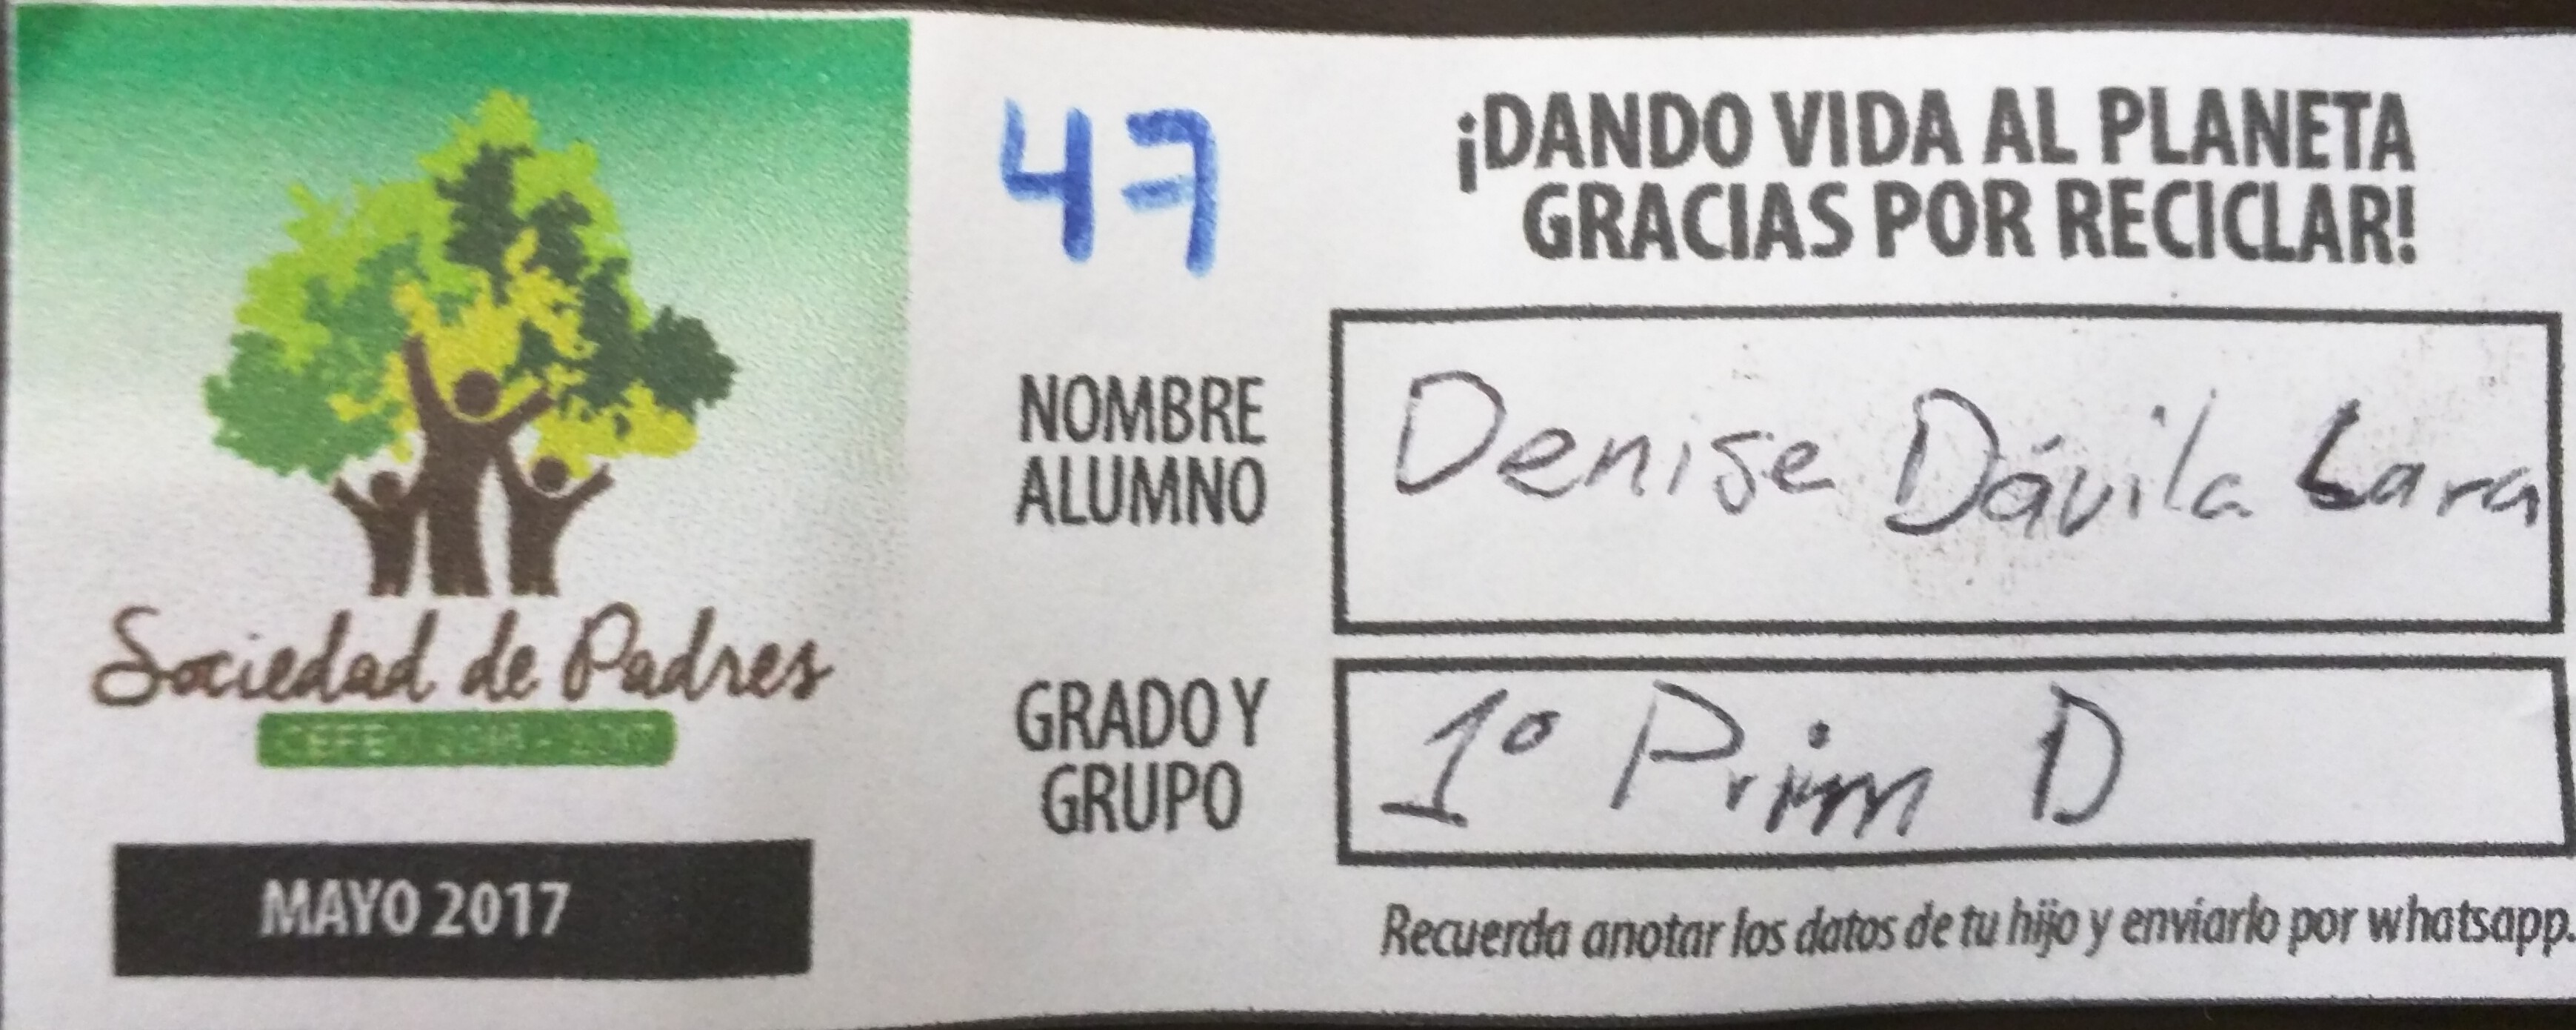 47
¡DANDO VIDA AL PLANETA
GRACIAS POR RECICLAR!
NOMBRE
ALUMNO
Denise Dávila Lara
Sociedad de Padres
CEFE 2016 - 2017
GRADO Y
GRUPO
1º Prim D
MAYO 2017
Recuerda anotar los datos de tu hijo y enviarlo por whatsapp.